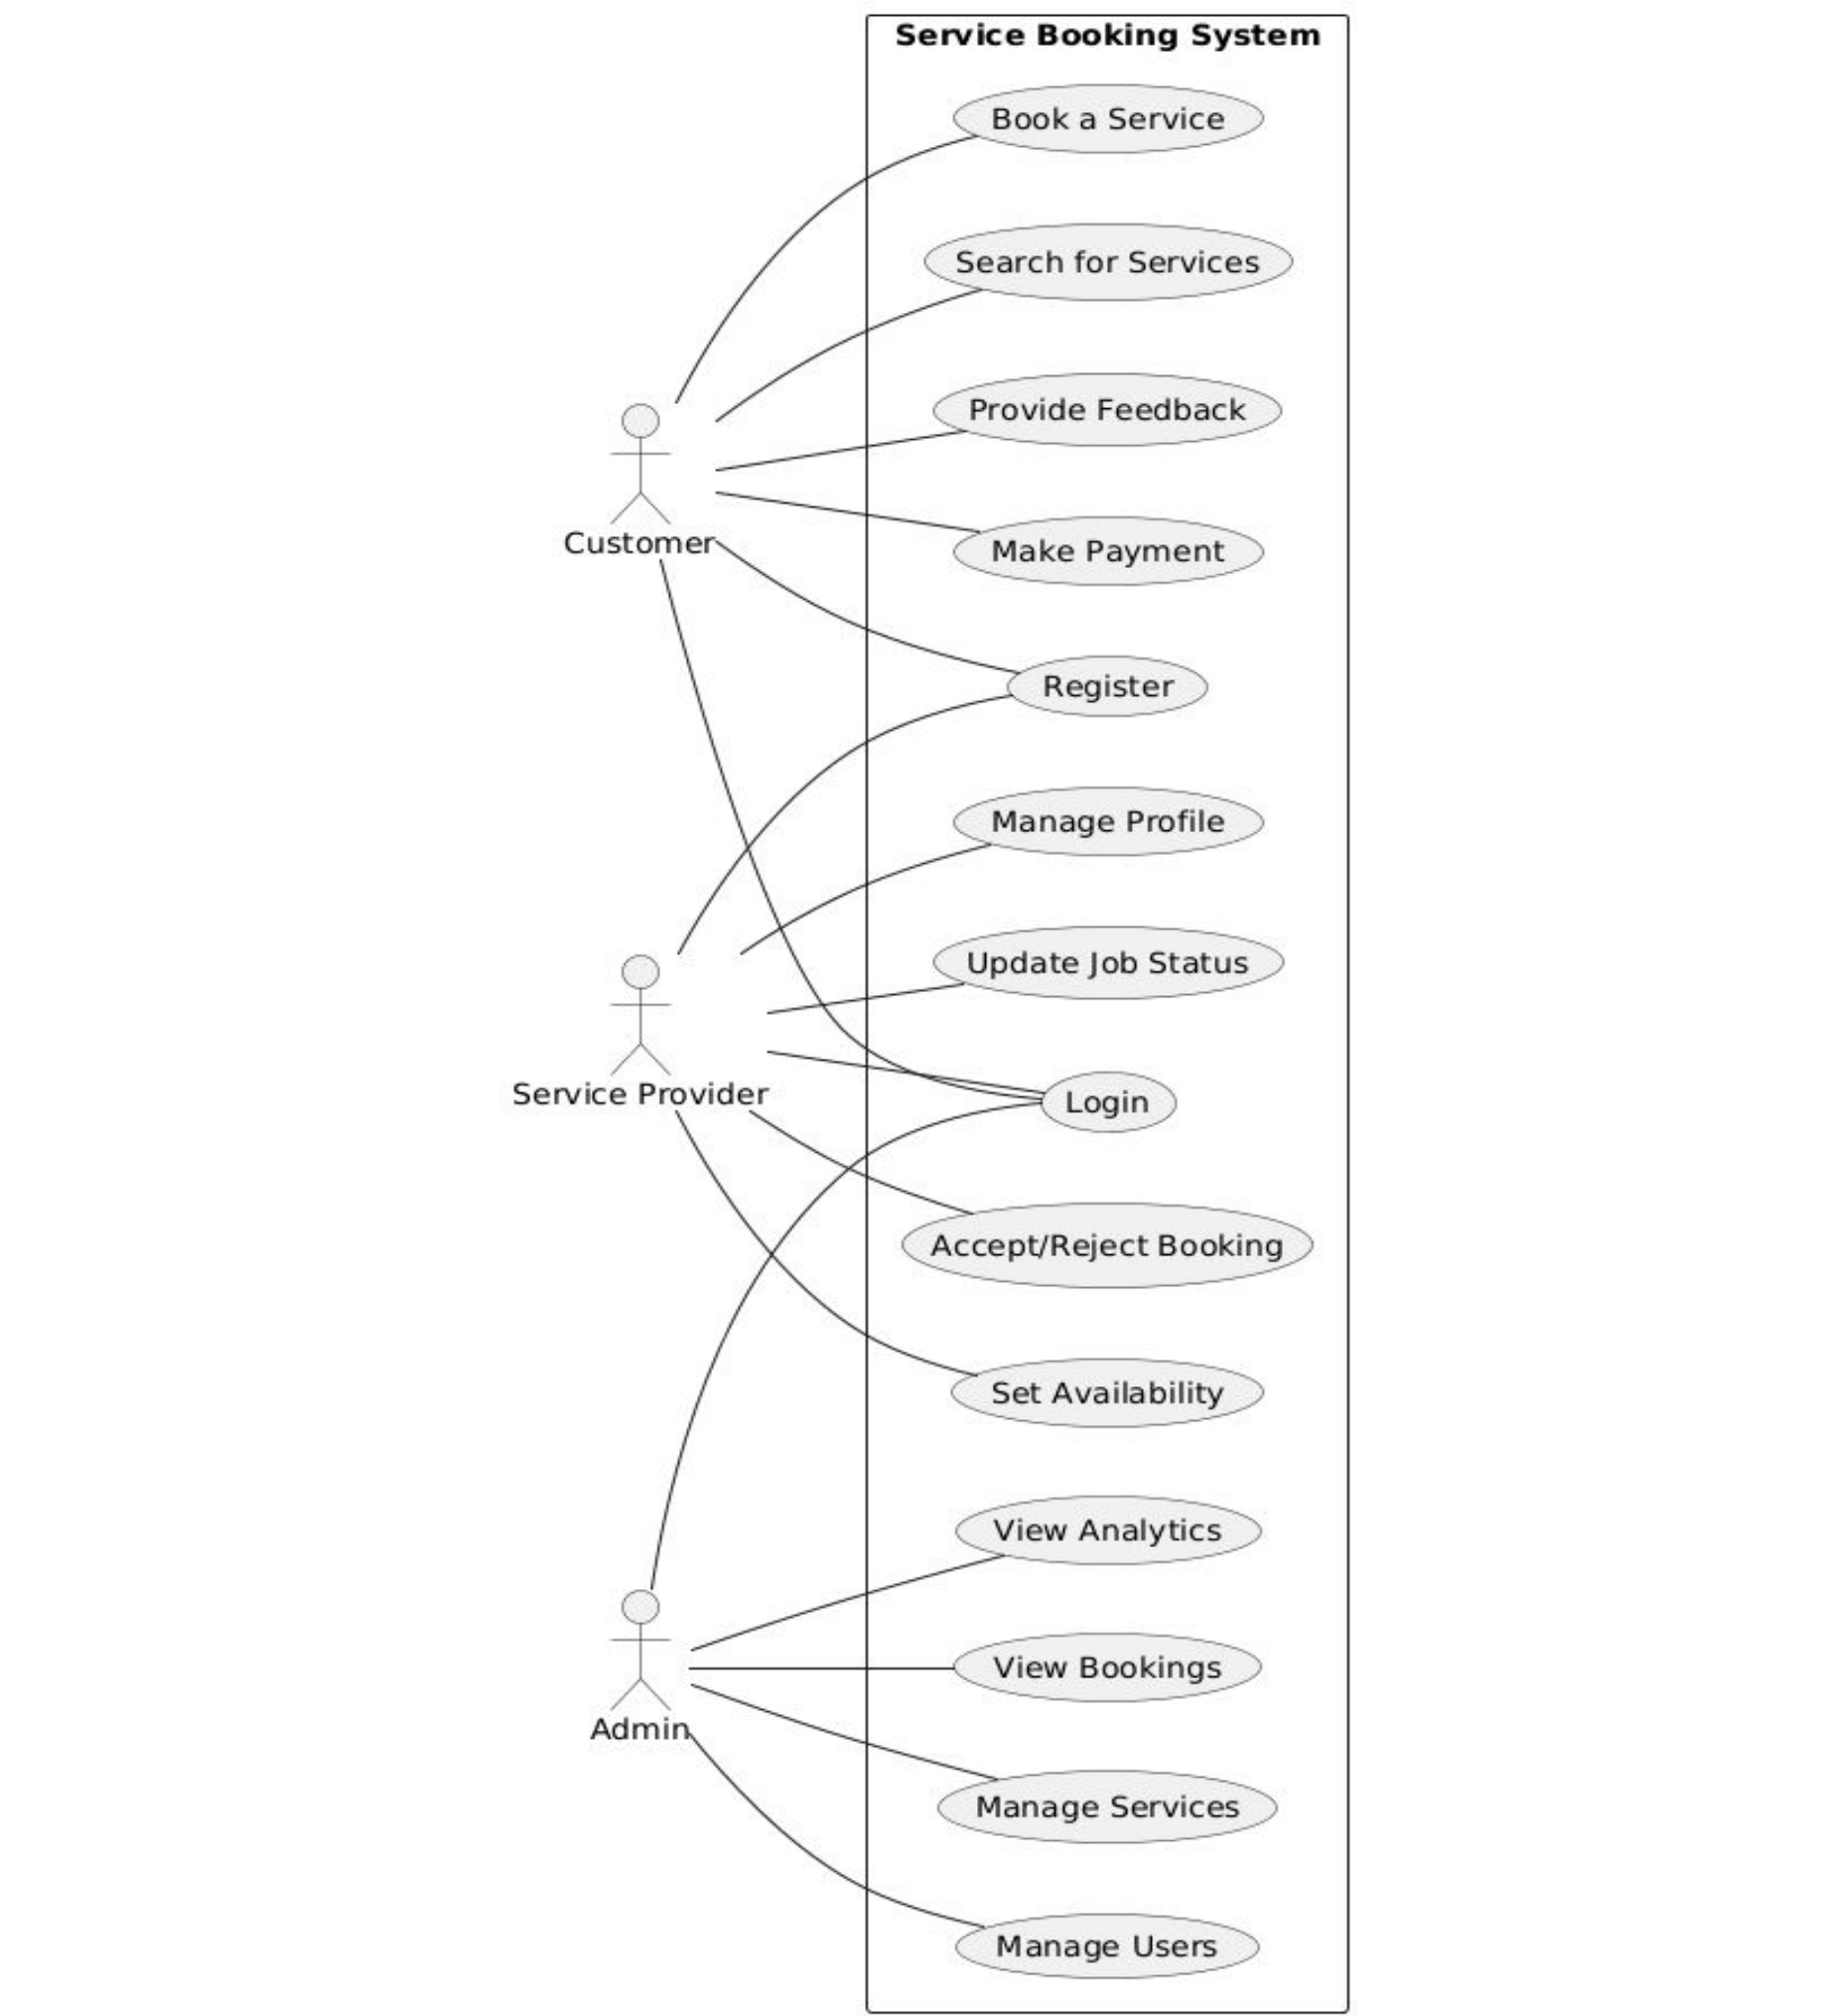 Service Booking System
Book a Service
Search for Services
Provide Feedback
Make Payment
Customer
Register
Manage Profile
Update Job Status
Service Provider
Login
Accept/Reject Booking
Set Availability
View Analytics
View Bookings
Admin
Manage Services
Manage Users